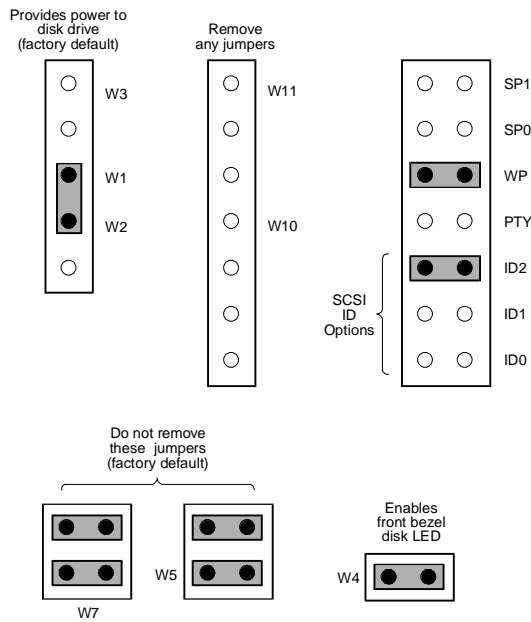 Provides power to
disk drive
(factory default)
Remove
any jumpers
W3
W1
W2
W11
W10
SP1
SP0
WP
PTY
ID2
ID1
ID0
SCSI
ID
Options
Do not remove
these jumpers
(factory default)
W7
W5
Enables
front bezel
disk LED
W4